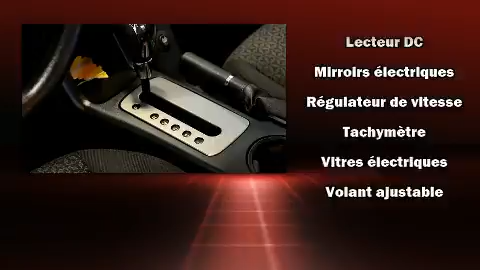 Lecteur DC
Mirroirs électriques
Régulateur de vitesse
Tachymètre
Vitres électriques
Volant ajustable